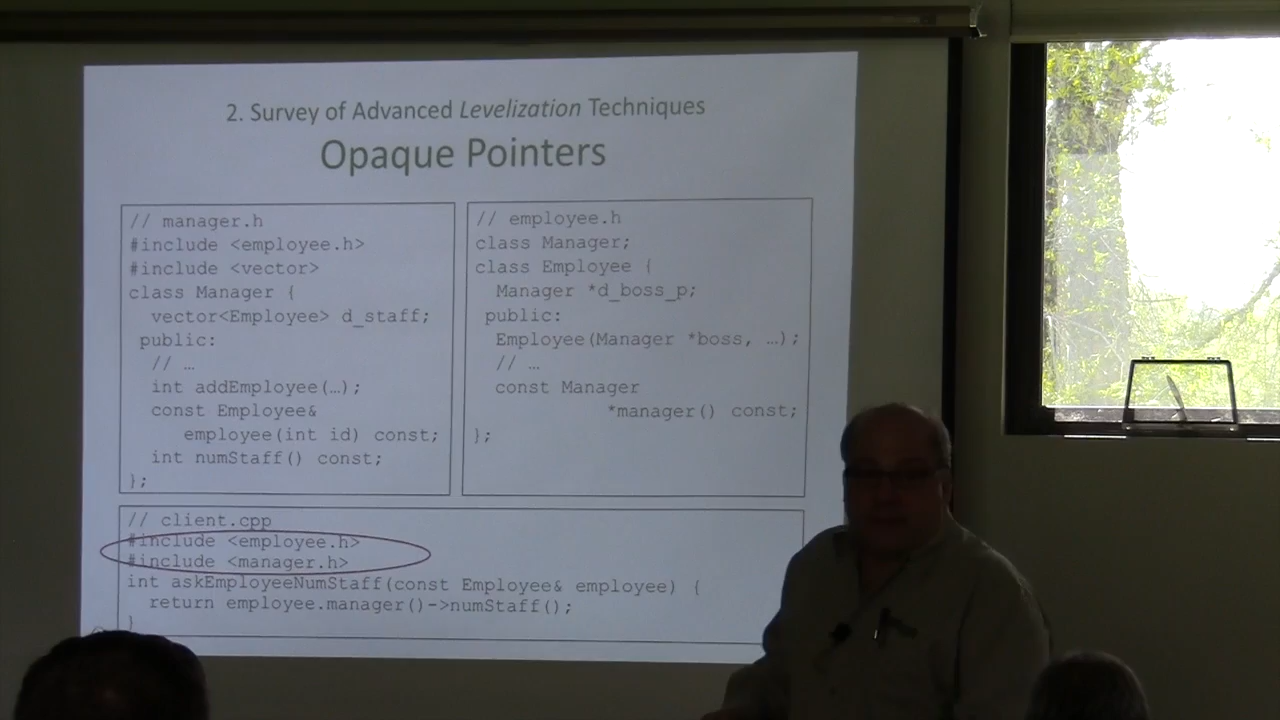 2. Survey of Advanced Levelization Techniques
Opaque Pointers
// manager.h
#include <employee.h>
#include <vector>
class Manager {
vector<Employee> d_staff;
public:
// …
int addEmployee(…);
const Employee&
employee(int id) const;
int numStaff() const;
};
// employee.h
class Manager;
class Employee {
Manager *d_boss_p;
public:
Employee(Manager *boss, …);
// …
const Manager
*manager() const;
};
// client.cpp
#include <employee.h>
#include <manager.h>
int askEmployeeNumStaff(const Employee& employee) {
return employee.manager()->numStaff();
}